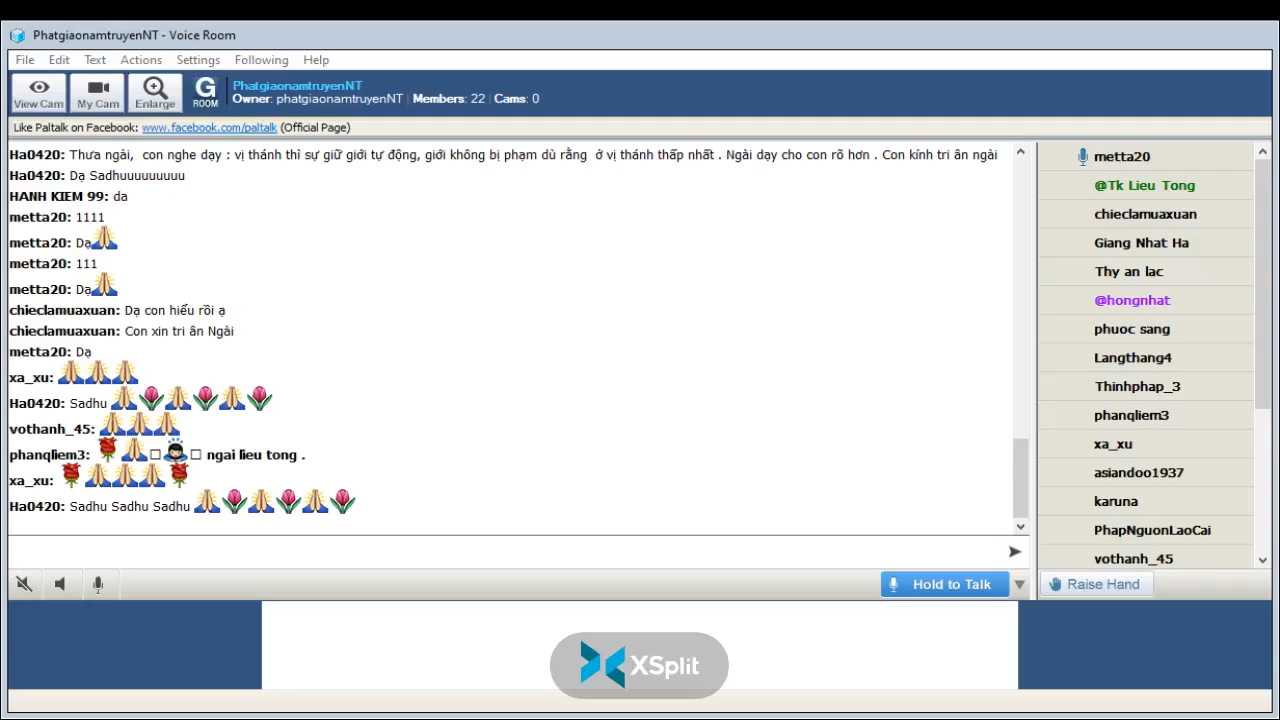 PhatgiaonamtruyenNT - Voice Room
File Edit Text Actions Settings Following Help
View Cam My Cam Enlarge G ROOM
PhatgiaonamtruyenNT
Owner: phatgiaonamtruyenNT | Members: 22 | Cams: 0
Like Paltalk on Facebook: www.facebook.com/paltalk (Official Page)
Ha0420: Thưa ngài, con nghe dạy : vị thánh thì sự giữ giới tự động, giới không bị phạm dù rằng ở vị thánh thấp nhất . Ngài dạy cho con rõ hơn . Con kính tri ân ngài
Ha0420: Dạ Sadhuuuuuuuuu
HANH KIEM 99: da
metta20: 1111
metta20: Dạ🙏
metta20: 111
metta20: Dạ🙏
chieclamuaxuan: Dạ con hiểu rồi ạ
chieclamuaxuan: Con xin tri ân Ngài
metta20: Dạ
xa_xu: 🙏🙏🙏
Ha0420: Sadhu 🙏🌷🙏🌷🙏🌷
vothanh_45: 🙏🙏🙏
phanqliem3: 🌹🙏□🙇□ ngai lieu tong .
xa_xu: 🌹🙏🙏🙏🌹
Ha0420: Sadhu Sadhu Sadhu 🙏🌷🙏🌷🙏🌷
metta20
@Tk Lieu Tong
chieclamuaxuan
Giang Nhat Ha
Thy an lac
@hongnhat
phuoc sang
Langthang4
Thinhphap_3
phanqliem3
xa_xu
asiandoo1937
karuna
PhapNguonLaoCai
vothanh_45
Hold to Talk
Raise Hand
XSplit